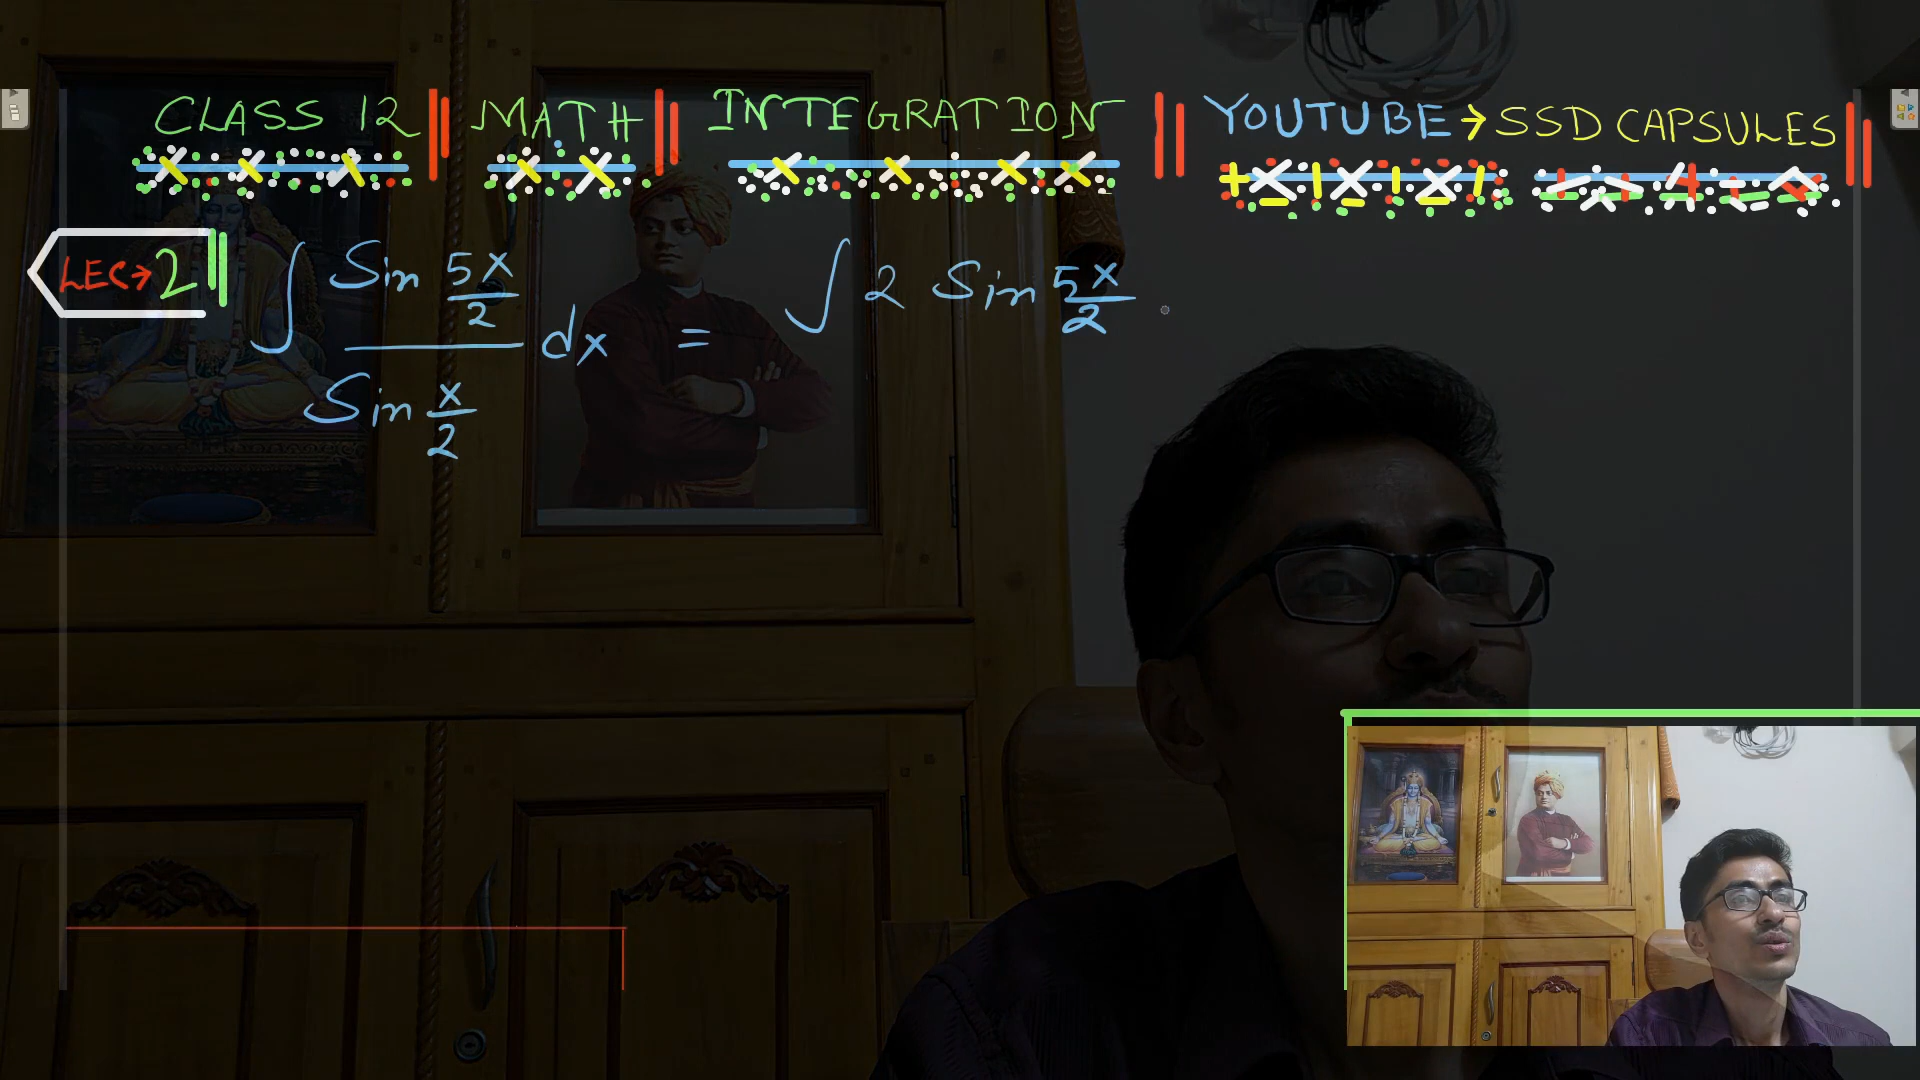 CLASS 12 || MATH || INTEGRATION || YOUTUBE → SSD CAPSULES ||
LEC → 2 ||
∫ Sin 5x/2 / Sin x/2 dx = ∫ 2 Sin 5x/2